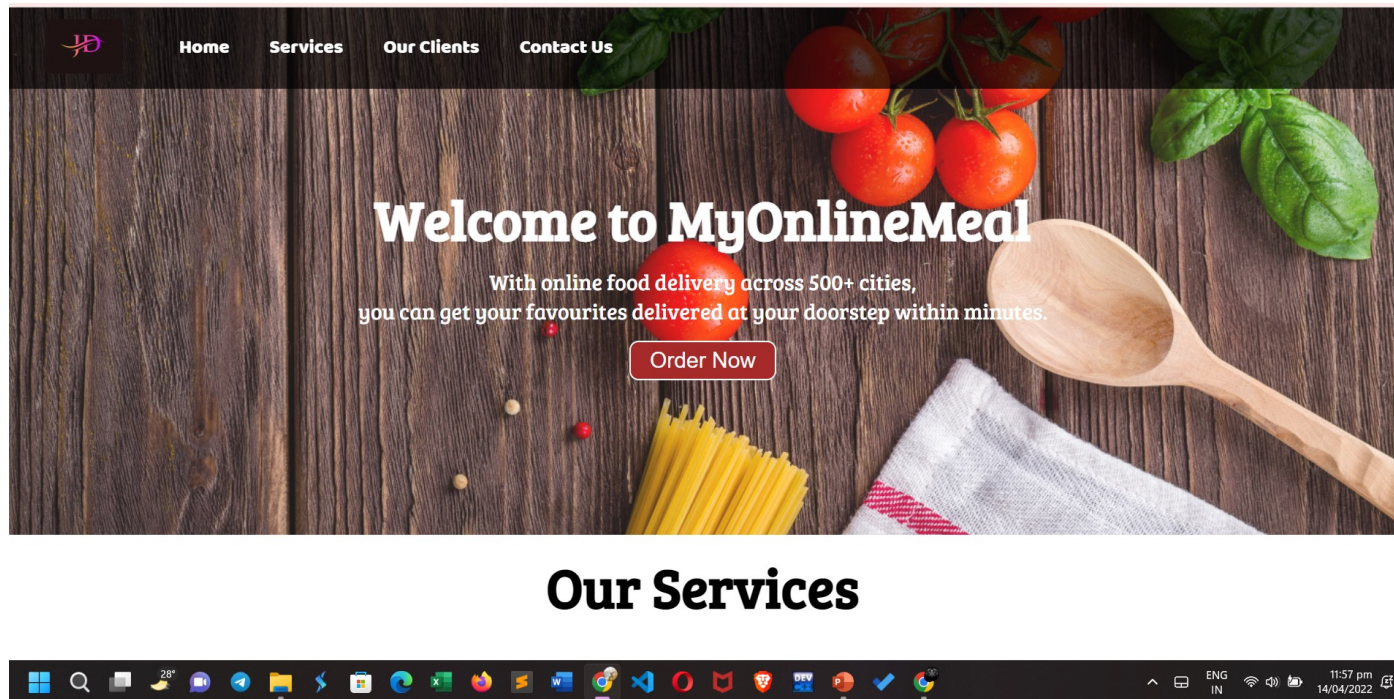 JD
Home Services Our Clients Contact Us
Welcome to MyOnlineMeal
With online food delivery across 500+ cities,
you can get your favourites delivered at your doorstep within minutes.
Order Now
Our Services
28°
DEV
ENG
IN
11:57 pm
14/04/2022